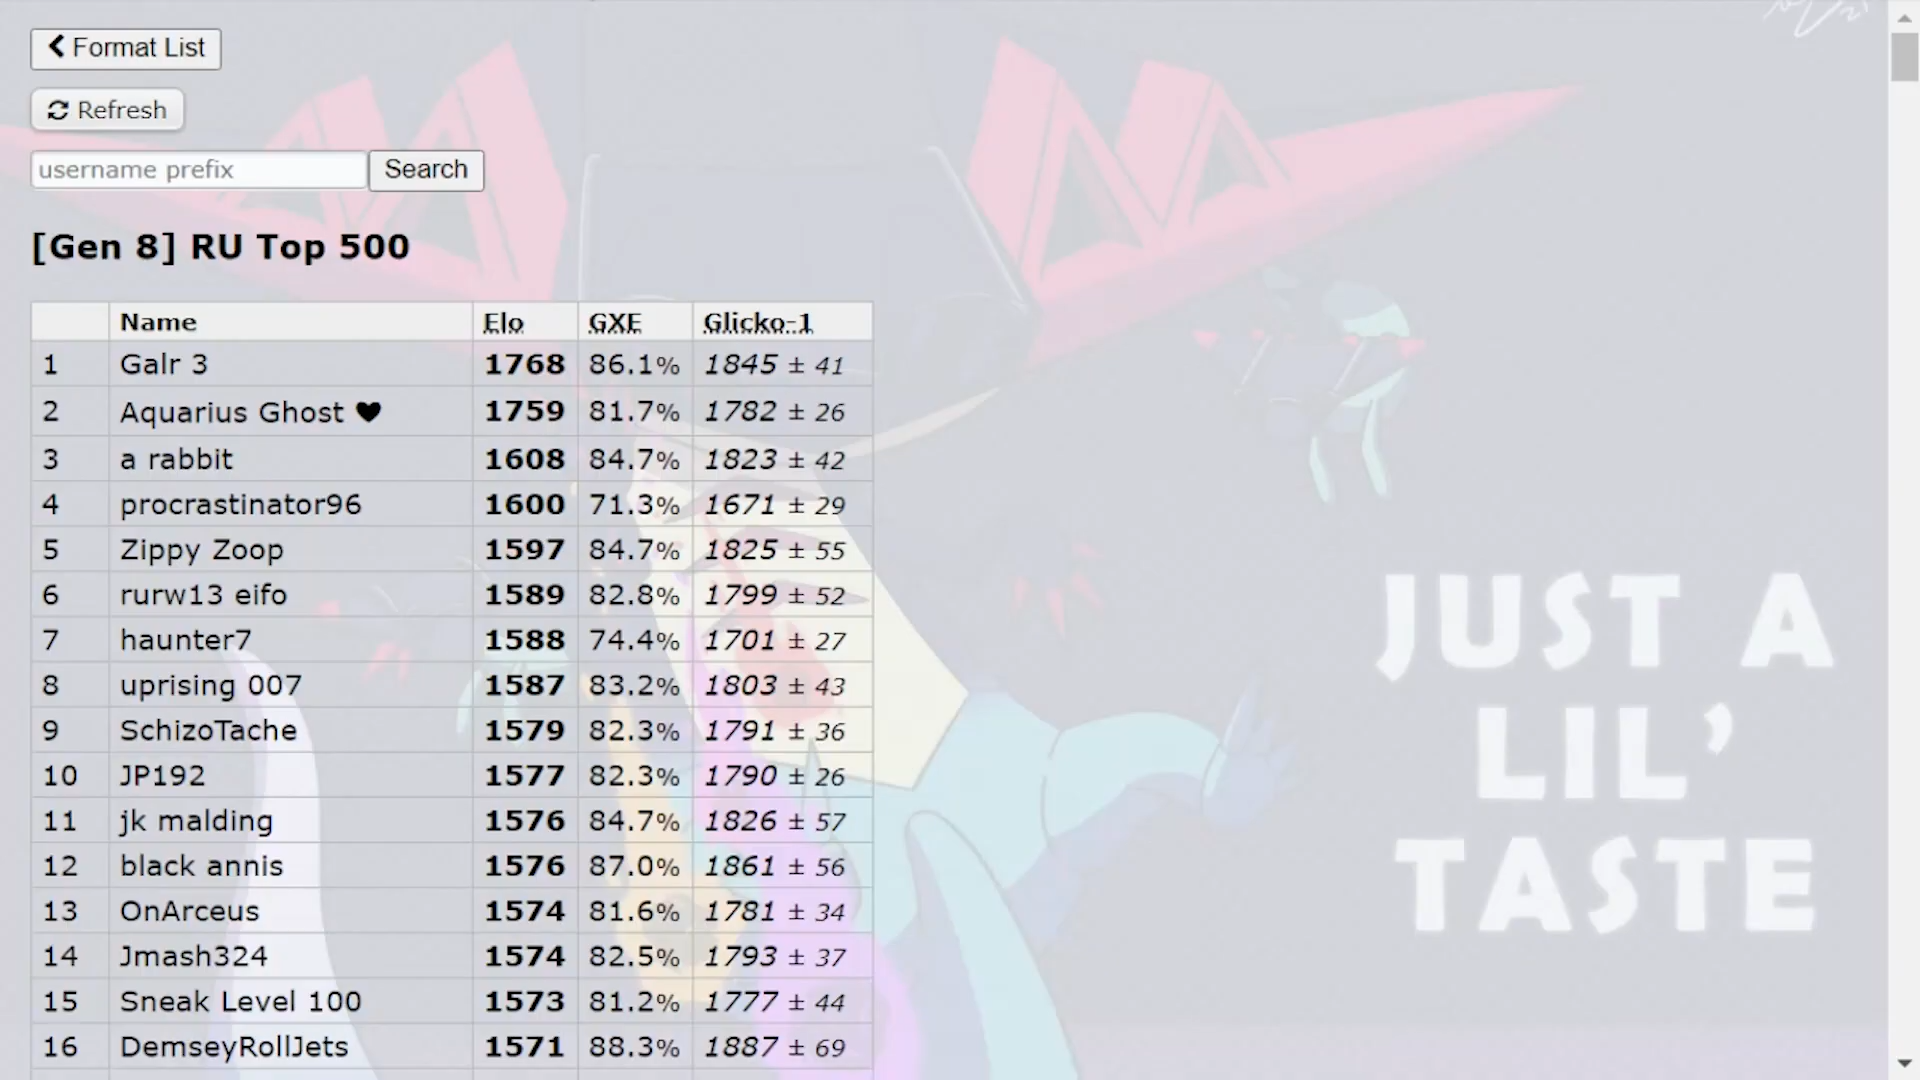 Format List
Refresh
username prefix Search
[Gen 8] RU Top 500
Name Elo GXE Glicko-1
1 Galr 3 1768 86.1% 1845 ± 41
2 Aquarius Ghost ♥ 1759 81.7% 1782 ± 26
3 a rabbit 1608 84.7% 1823 ± 42
4 procrastinator96 1600 71.3% 1671 ± 29
5 Zippy Zoop 1597 84.7% 1825 ± 55
6 rurw13 eifo 1589 82.8% 1799 ± 52
7 haunter7 1588 74.4% 1701 ± 27
8 uprising 007 1587 83.2% 1803 ± 43
9 SchizoTache 1579 82.3% 1791 ± 36
10 JP192 1577 82.3% 1790 ± 26
11 jk malding 1576 84.7% 1826 ± 57
12 black annis 1576 87.0% 1861 ± 56
13 OnArceus 1574 81.6% 1781 ± 34
14 Jmash324 1574 82.5% 1793 ± 37
15 Sneak Level 100 1573 81.2% 1777 ± 44
16 DemseyRollJets 1571 88.3% 1887 ± 69
JUST A
LIL'
TASTE